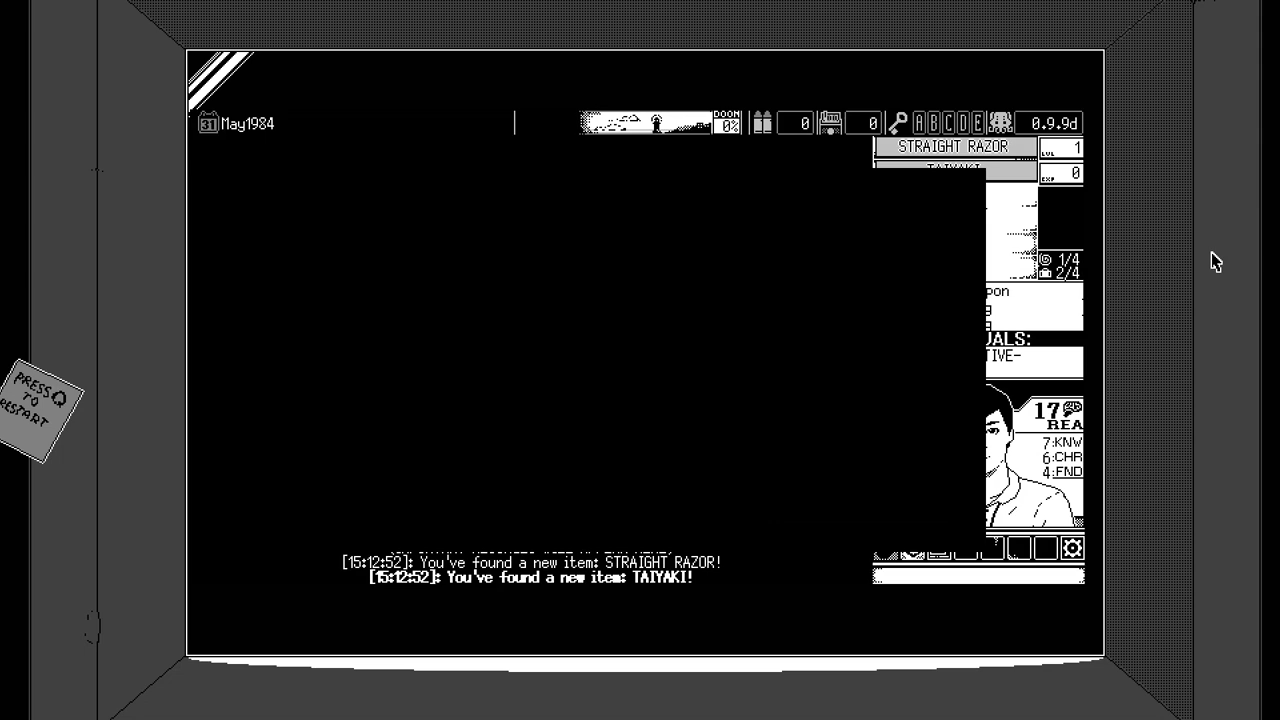 31 May1984
DOOM
0%
0
0
A B C D E
0.9.9d
STRAIGHT RAZOR
LVL 1
TAIYAKI
EXP 0
1/4
2/4
pon
g
UALS:
TIVE-
17
REA
7:KNW
6:CHR
4:FND
PRESS Q
TO
RESTART
[15:12:52]: You've found a new item: STRAIGHT RAZOR!
[15:12:52]: You've found a new item: TAIYAKI!